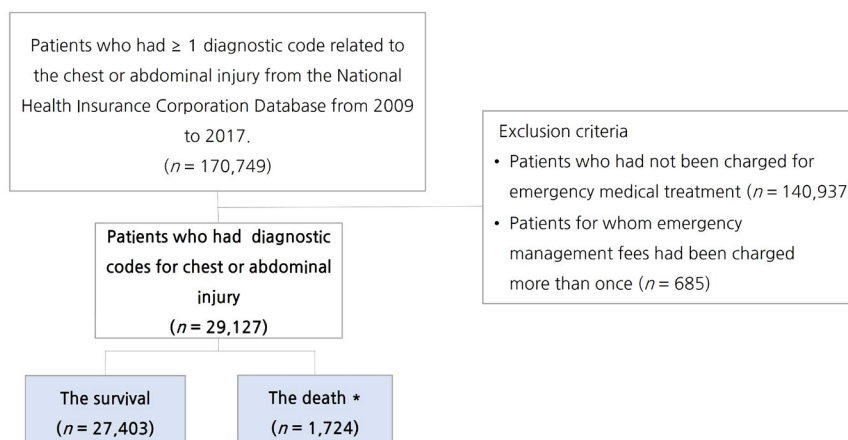 Patients who had ≥ 1 diagnostic code related to
the chest or abdominal injury from the National
Health Insurance Corporation Database from 2009
to 2017.
(n = 170,749)
Exclusion criteria
• Patients who had not been charged for
emergency medical treatment (n = 140,937
• Patients for whom emergency
management fees had been charged
more than once (n = 685)
Patients who had diagnostic
codes for chest or abdominal
injury
(n = 29,127)
The survival
(n = 27,403)
The death *
(n = 1,724)